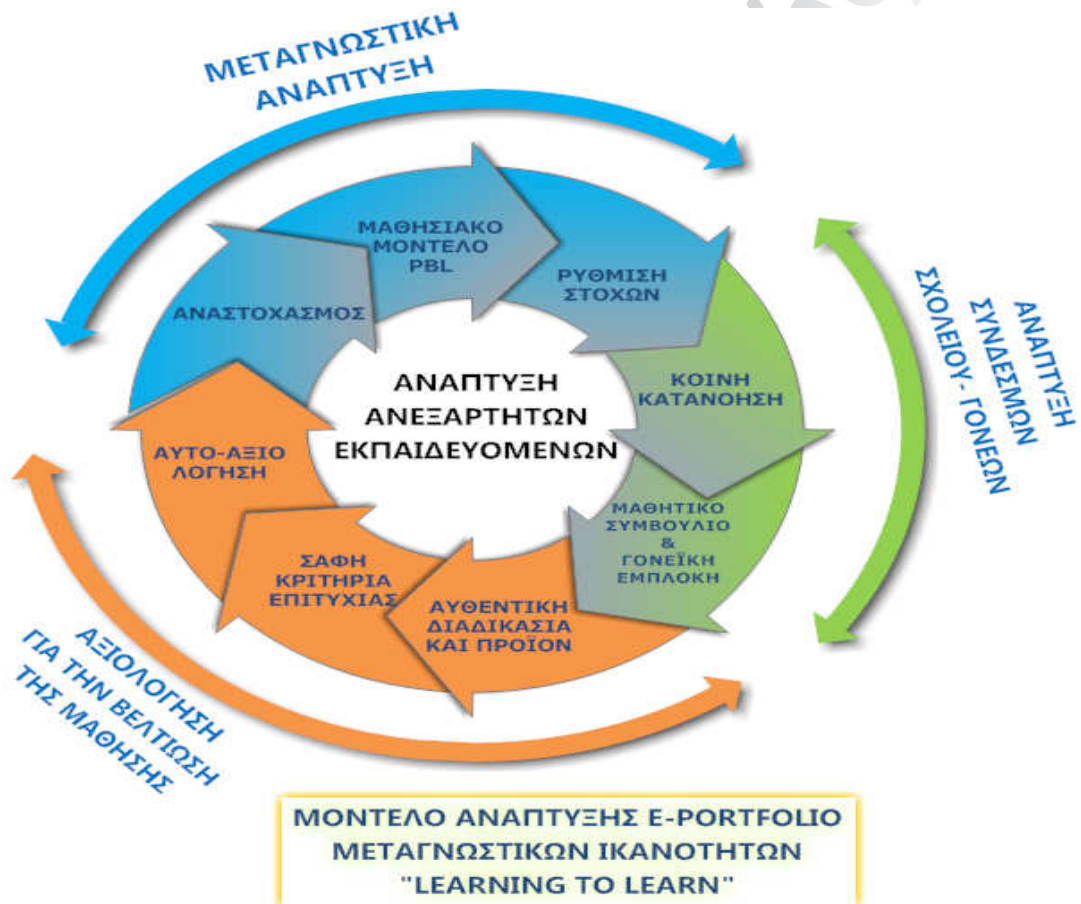 ΜΕΤΑΓΝΩΣΤΙΚΗ
ΑΝΑΠΤΥΞΗ
ΜΑΘΗΣΙΑΚΟ
ΜΟΝΤΕΛΟ
PBL
ΡΥΘΜΙΣΗ
ΣΤΟΧΩΝ
ΑΝΑΣΤΟΧΑΣΜΟΣ
ΑΝΑΠΤΥΞΗ
ΣΥΝΔΕΣΜΩΝ
ΣΧΟΛΕΙΟΥ- ΓΟΝΕΩΝ
ΚΟΙΝΗ
ΚΑΤΑΝΟΗΣΗ
ΑΝΑΠΤΥΞΗ
ΑΝΕΞΑΡΤΗΤΩΝ
ΕΚΠΑΙΔΕΥΟΜΕΝΩΝ
ΑΥΤΟ-ΑΞΙΟ
ΛΟΓΗΣΗ
ΜΑΘΗΤΙΚΟ
ΣΥΜΒΟΥΛΙΟ
&
ΓΟΝΕΪΚΗ
ΕΜΠΛΟΚΗ
ΣΑΦΗ
ΚΡΙΤΗΡΙΑ
ΕΠΙΤΥΧΙΑΣ
ΑΥΘΕΝΤΙΚΗ
ΔΙΑΔΙΚΑΣΙΑ
ΚΑΙ ΠΡΟΪΟΝ
ΑΞΙΟΛΟΓΗΣΗ
ΓΙΑ ΤΗΝ ΒΕΛΤΙΩΣΗ
ΤΗΣ ΜΑΘΗΣΗΣ
ΜΟΝΤΕΛΟ ΑΝΑΠΤΥΞΗΣ E-PORTFOLIO
ΜΕΤΑΓΝΩΣΤΙΚΩΝ ΙΚΑΝΟΤΗΤΩΝ
"LEARNING TO LEARN"